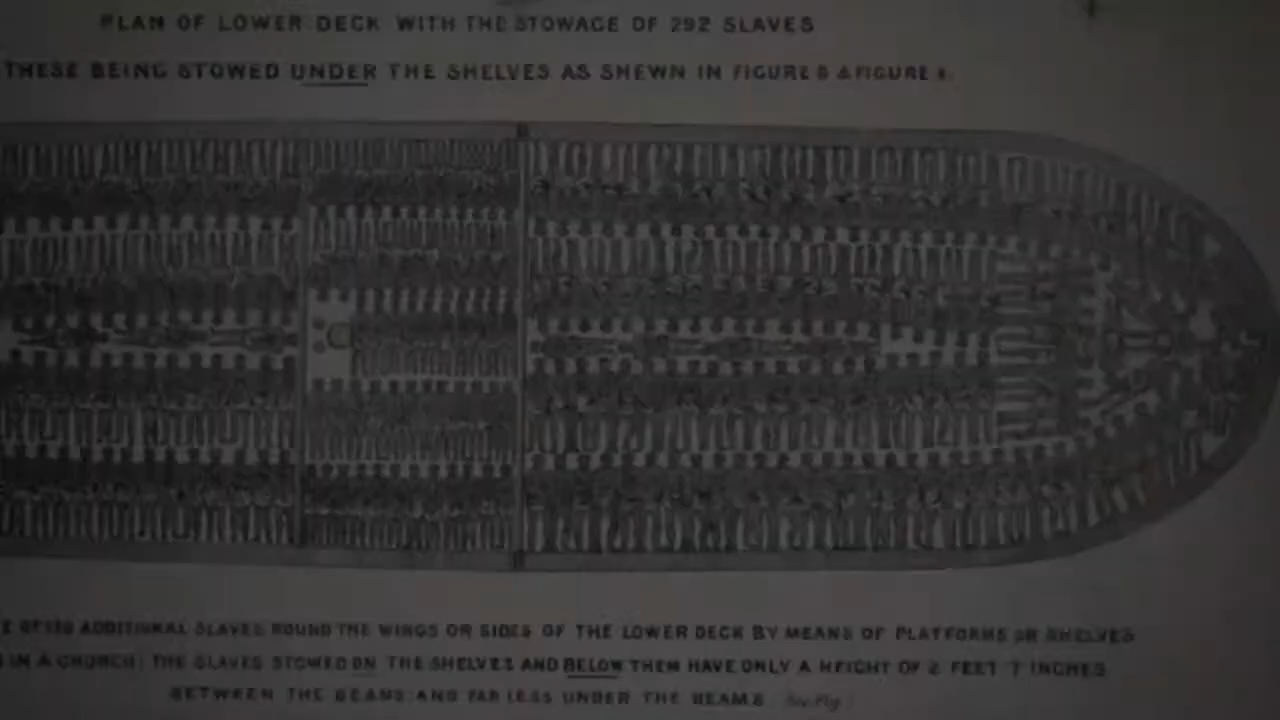 PLAN OF LOWER DECK WITH THE STOWAGE OF 292 SLAVES
THESE BEING STOWED UNDER THE SHELVES AS SHEWN IN FIGURE & FIGURE
ADDITIONAL SLAVES ROUND THE WINGS OR SIDES OF THE LOWER DECK BY MEANS OF PLATFORMS OR SHELVES
IN A CHURCH; THE SLAVES STOWED ON THE SHELVES AND BELOW THEM HAVE ONLY A HEIGHT OF 2 FEET 7 INCHES
BETWEEN THE BEAMS: AND FAR LESS UNDER THE BEAMS